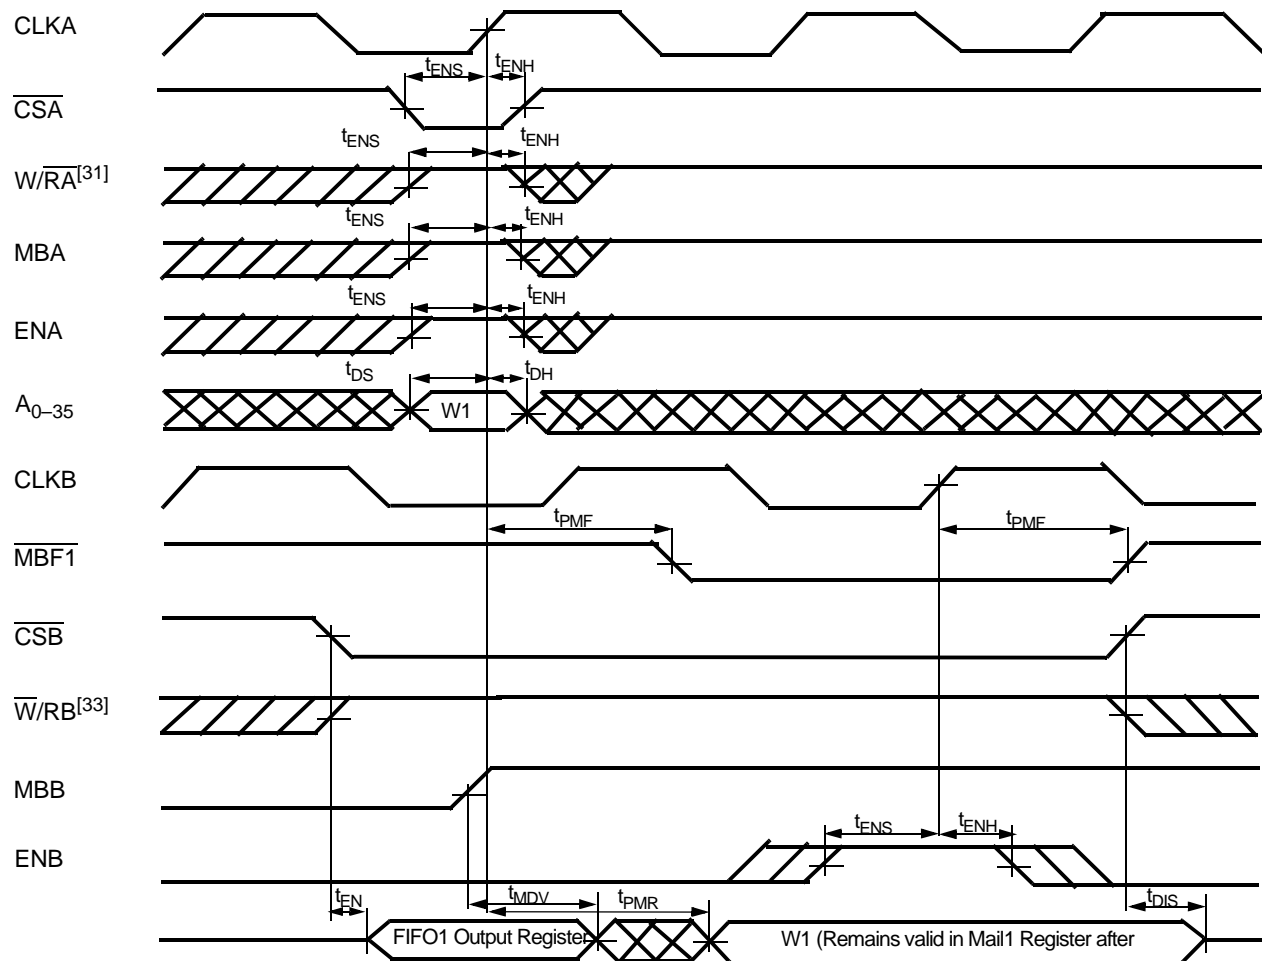 CLKA
tENS tENH
CSA
tENS tENH
W/RA[31]
tENS tENH
MBA
tENS tENH
ENA
tDS tDH
A0–35 W1
CLKB
tPMF tPMF
MBF1
CSB
W/RB[33]
MBB
tENS tENH
ENB
tEN tMDV tPMR tDIS
FIFO1 Output Register W1 (Remains valid in Mail1 Register after